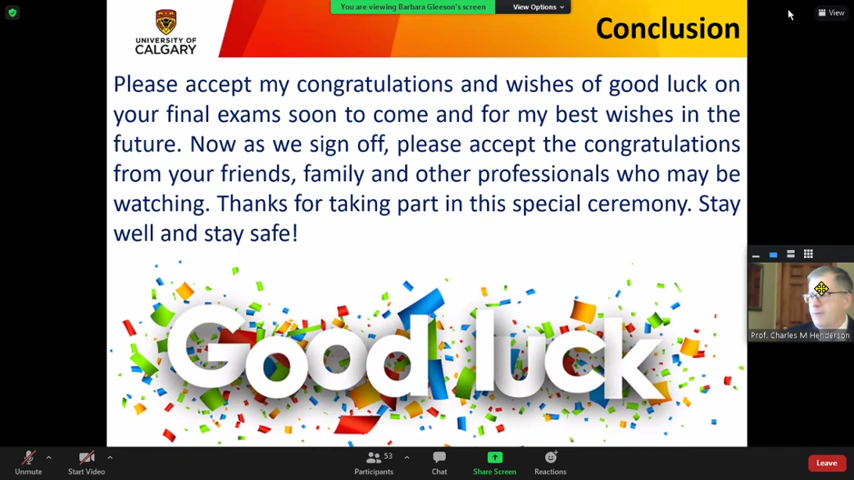 You are viewing Barbara Gleeson's screen
View Options
View
UNIVERSITY OF
CALGARY
Conclusion
Please accept my congratulations and wishes of good luck on
your final exams soon to come and for my best wishes in the
future. Now as we sign off, please accept the congratulations
from your friends, family and other professionals who may be
watching. Thanks for taking part in this special ceremony. Stay
well and stay safe!
Good luck
Prof. Charles M Henderson
Unmute
Start Video
53
Participants
Chat
Share Screen
Reactions
Leave